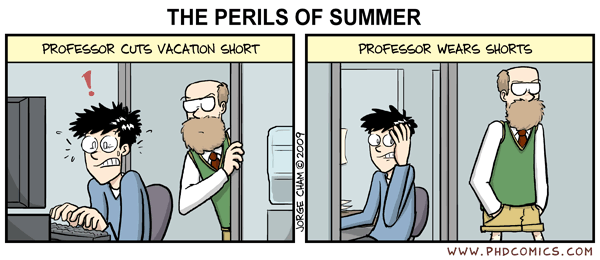 THE PERILS OF SUMMER
PROFESSOR CUTS VACATION SHORT
PROFESSOR WEARS SHORTS
!
JORGE CHAM © 2009
WWW.PHDCOMICS.COM